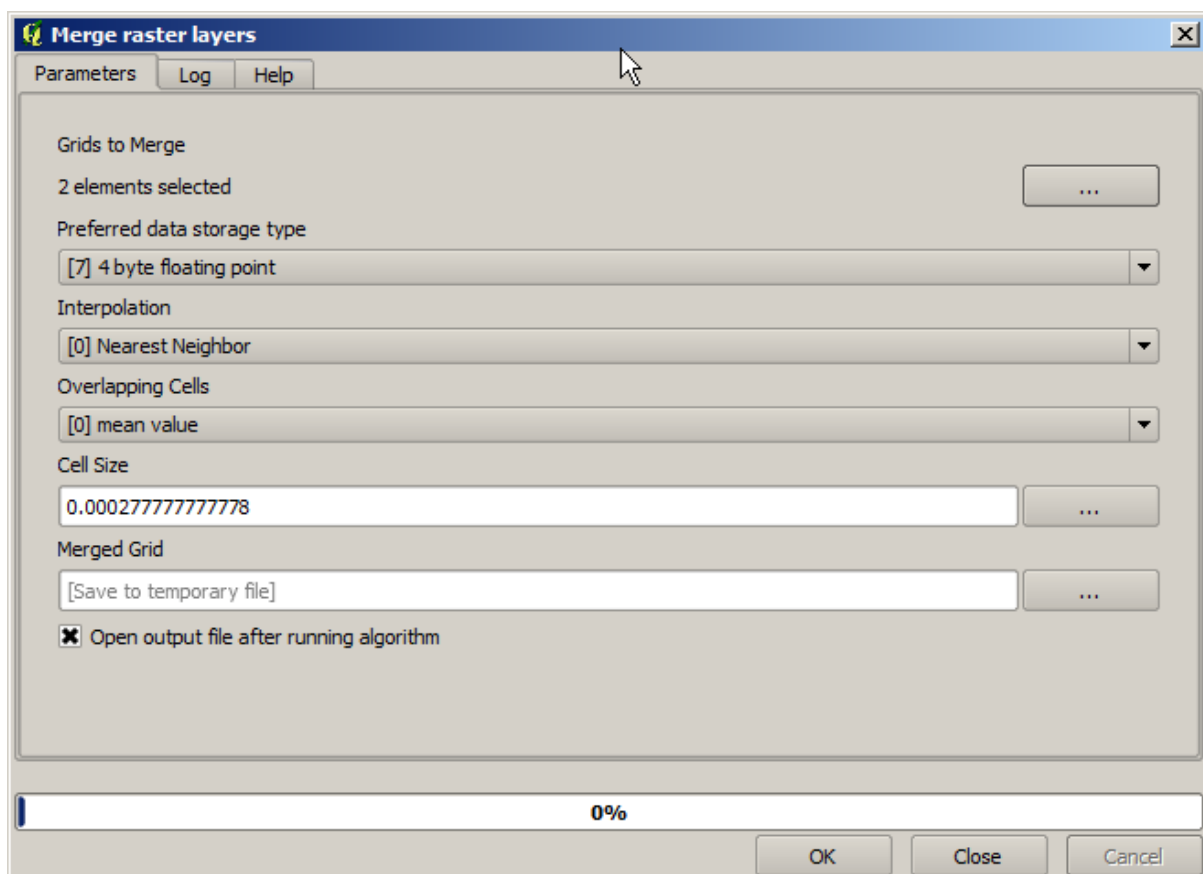 Merge raster layers
Parameters Log Help
Grids to Merge
2 elements selected
...
Preferred data storage type
[7] 4 byte floating point
Interpolation
[0] Nearest Neighbor
Overlapping Cells
[0] mean value
Cell Size
0.000277777777778
...
Merged Grid
[Save to temporary file]
...
Open output file after running algorithm
0%
OK Close Cancel